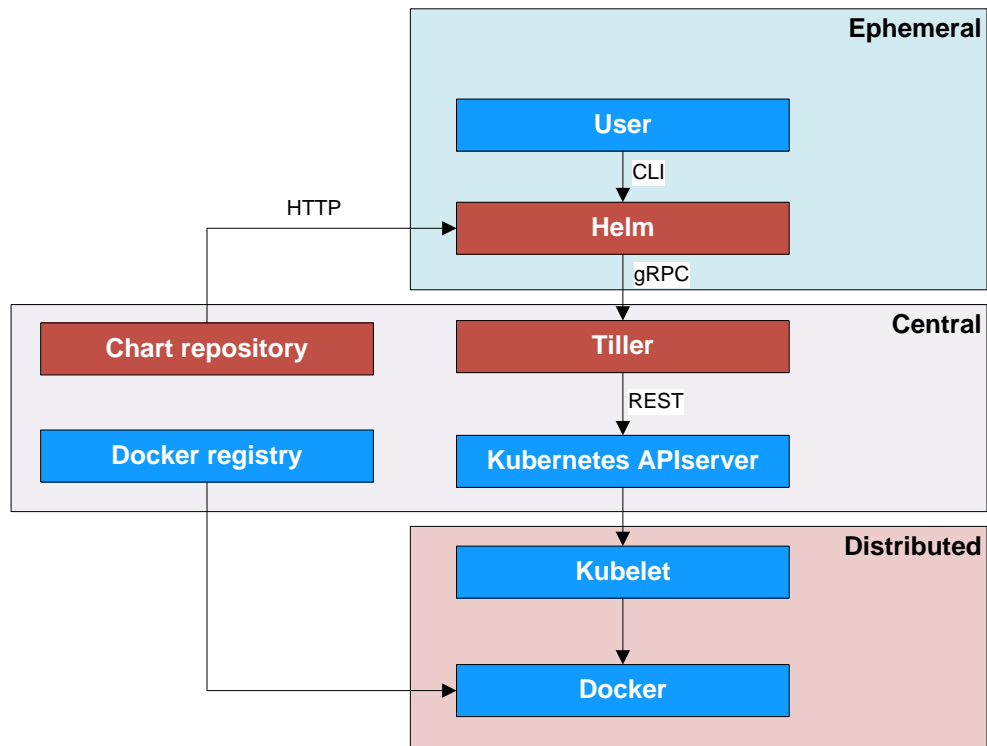 Ephemeral
User
CLI
HTTP
Helm
gRPC
Central
Chart repository
Tiller
REST
Docker registry
Kubernetes APIserver
Distributed
Kubelet
Docker